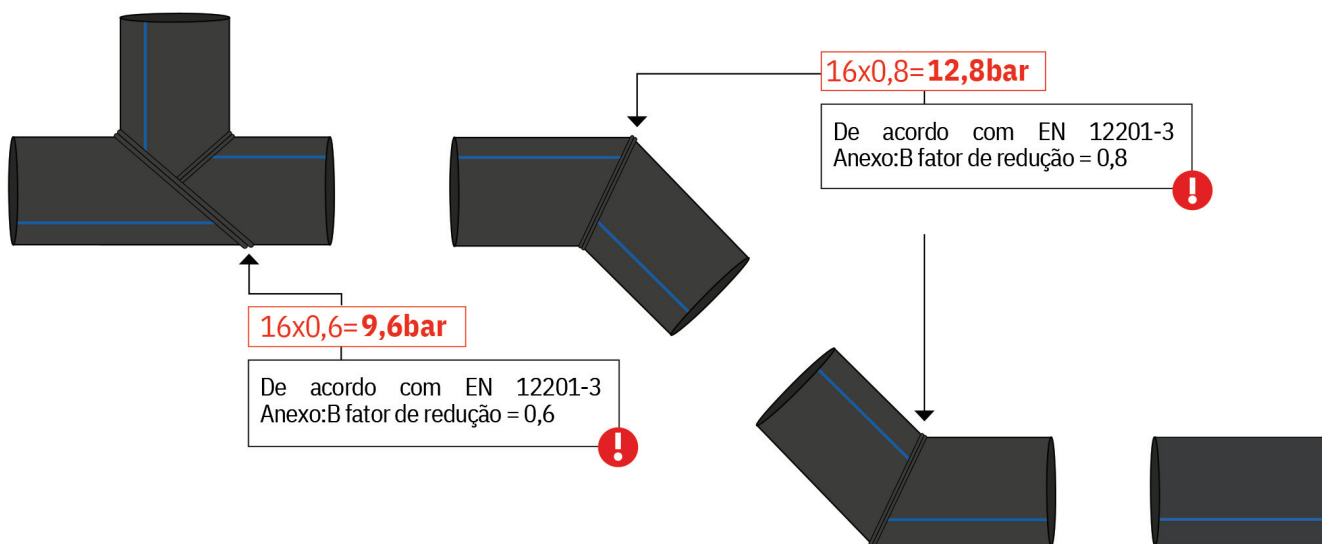 16x0,8=12,8bar
De acordo com EN 12201-3
Anexo:B fator de redução = 0,8
16x0,6=9,6bar
De acordo com EN 12201-3
Anexo:B fator de redução = 0,6